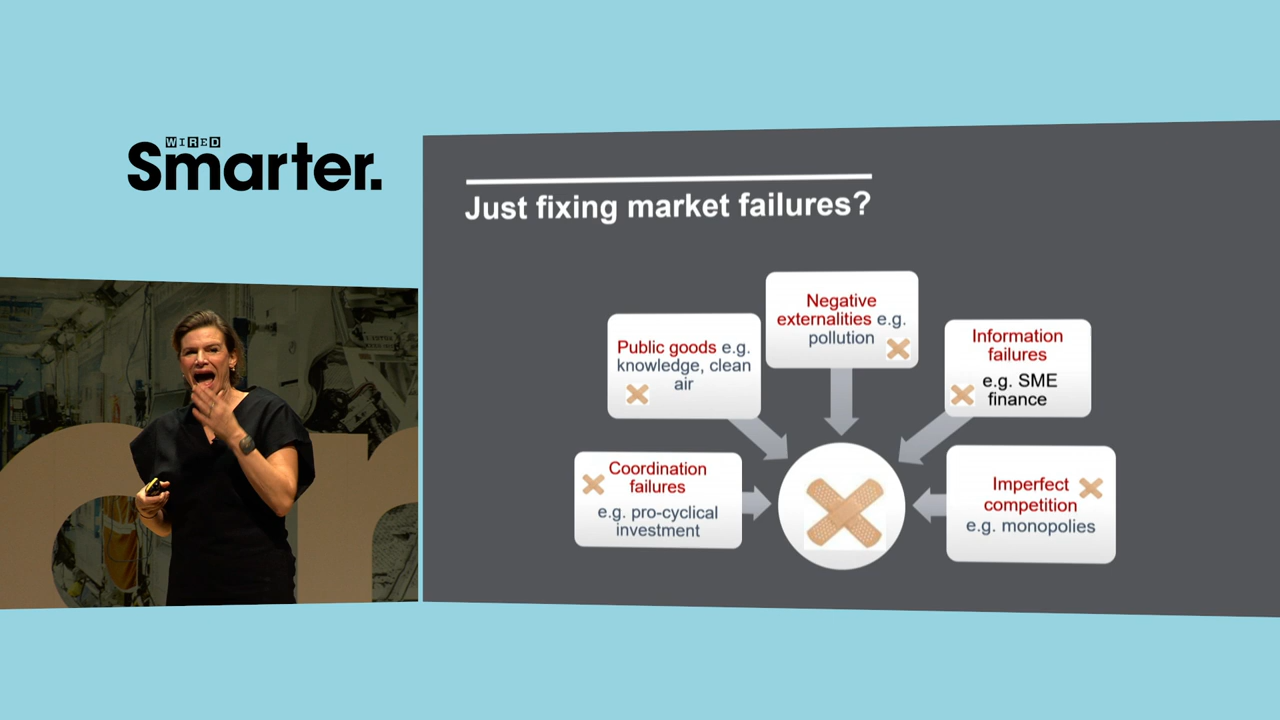 WIRED
Smarter.
Just fixing market failures?
Negative
externalities e.g.
pollution
Public goods e.g.
knowledge, clean
air
Information
failures
e.g. SME
finance
Coordination
failures
e.g. pro-cyclical
investment
Imperfect
competition
e.g. monopolies